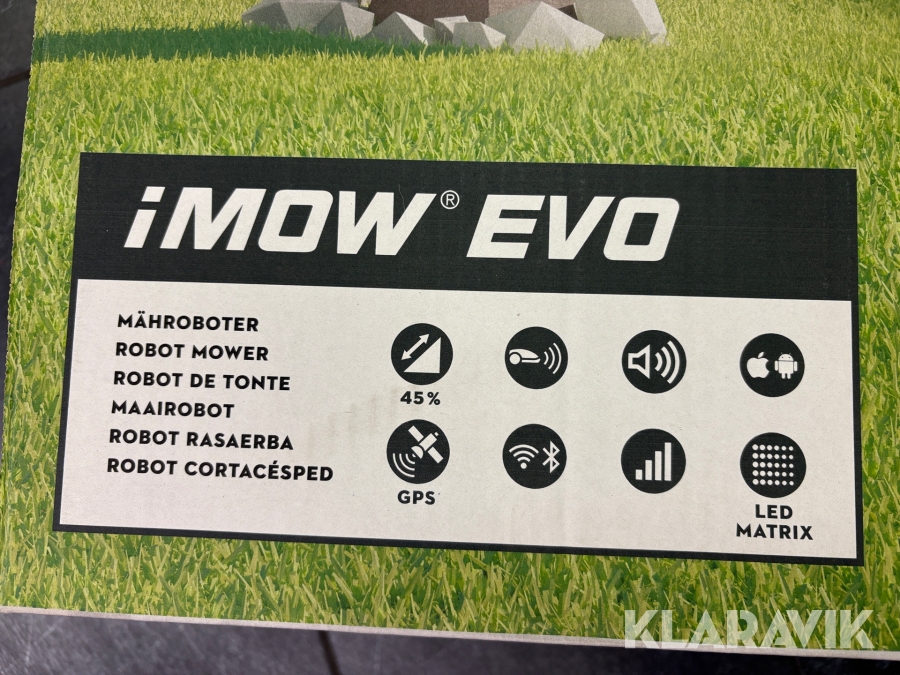 iMOW® EVO
MÄHROBOTER
ROBOT MOWER
ROBOT DE TONTE
MAAIROBOT
ROBOT RASAERBA
ROBOT CORTACÉSPED
45%
GPS
LED
MATRIX
KLARAVIK